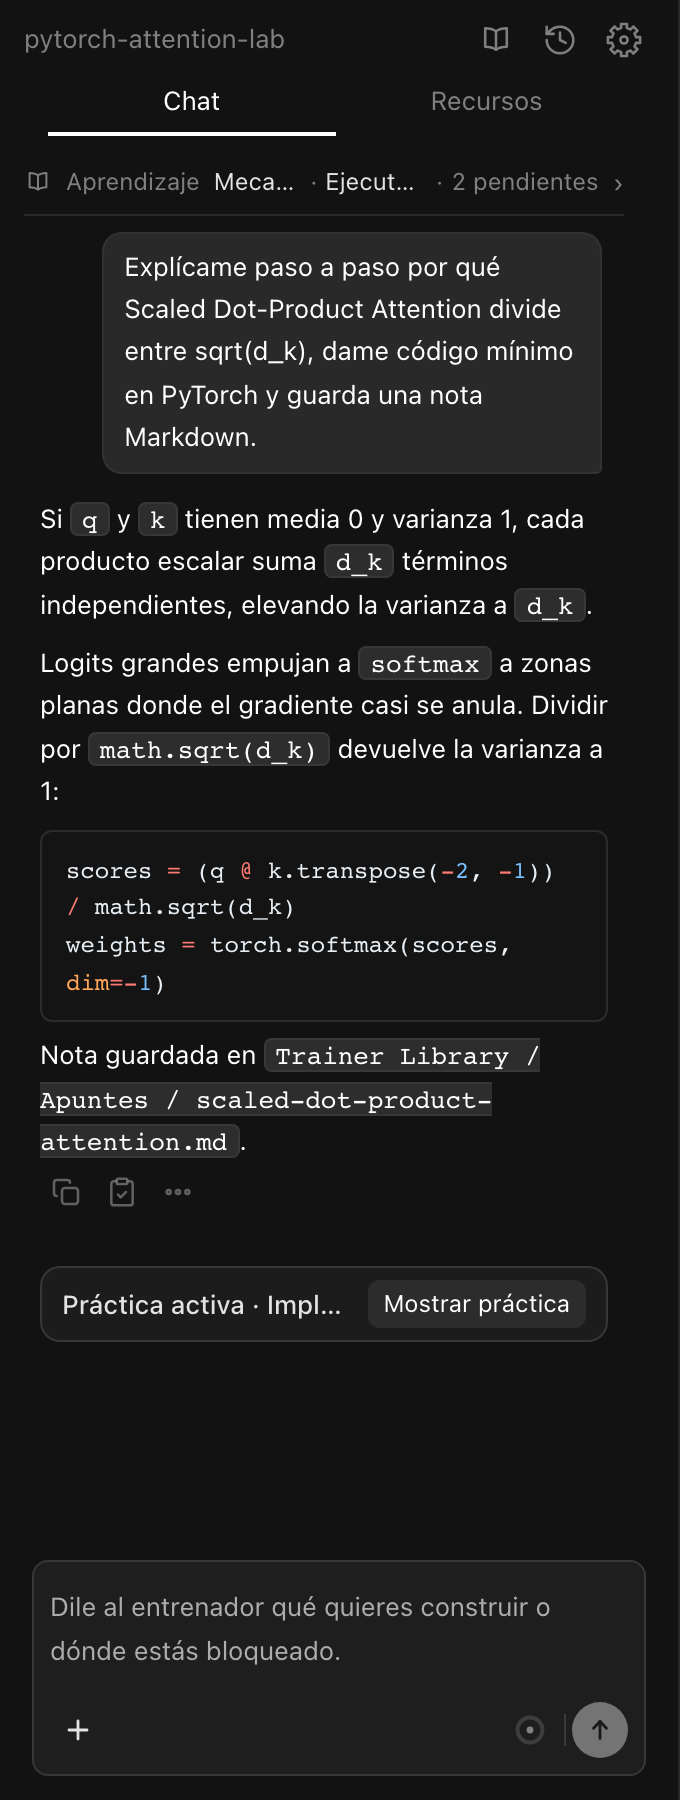 pytorch-attention-lab
Chat
Recursos
Aprendizaje Meca... · Ejecut... · 2 pendientes ›
Explícame paso a paso por qué
Scaled Dot-Product Attention divide
entre sqrt(d_k), dame código mínimo
en PyTorch y guarda una nota
Markdown.
Si q y k tienen media 0 y varianza 1, cada
producto escalar suma d_k términos
independientes, elevando la varianza a d_k.
Logits grandes empujan a softmax a zonas
planas donde el gradiente casi se anula. Dividir
por math.sqrt(d_k) devuelve la varianza a
1:
scores = (q @ k.transpose(-2, -1))
/ math.sqrt(d_k)
weights = torch.softmax(scores,
dim=-1)
Nota guardada en Trainer Library /
Apuntes / scaled-dot-product-
attention.md.
Práctica activa · Impl...
Mostrar práctica
Dile al entrenador qué quieres construir o
dónde estás bloqueado.